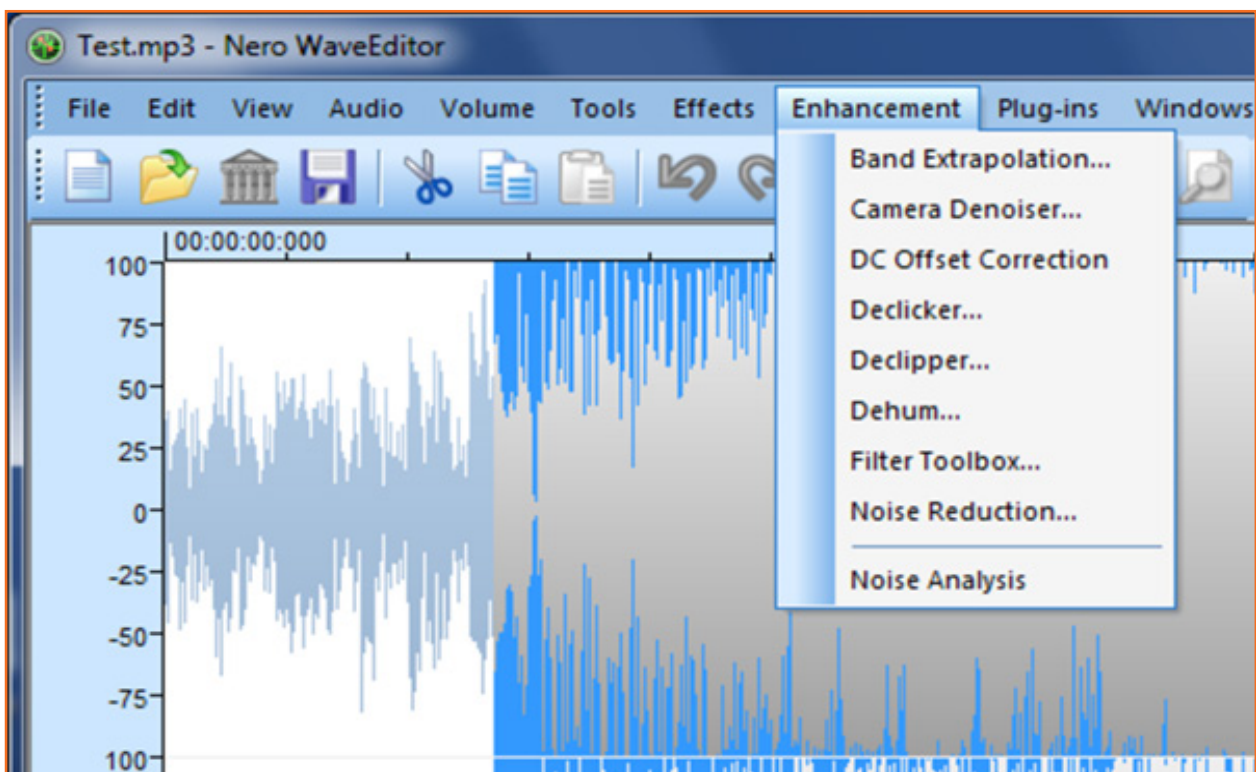 Test.mp3 - Nero WaveEditor
File Edit View Audio Volume Tools Effects Enhancement Plug-ins Windows
Band Extrapolation...
Camera Denoiser...
DC Offset Correction
Declicker...
Declipper...
Dehum...
Filter Toolbox...
Noise Reduction...
Noise Analysis
00:00:00:000
100
75
50
25
0
-25
-50
-75
100